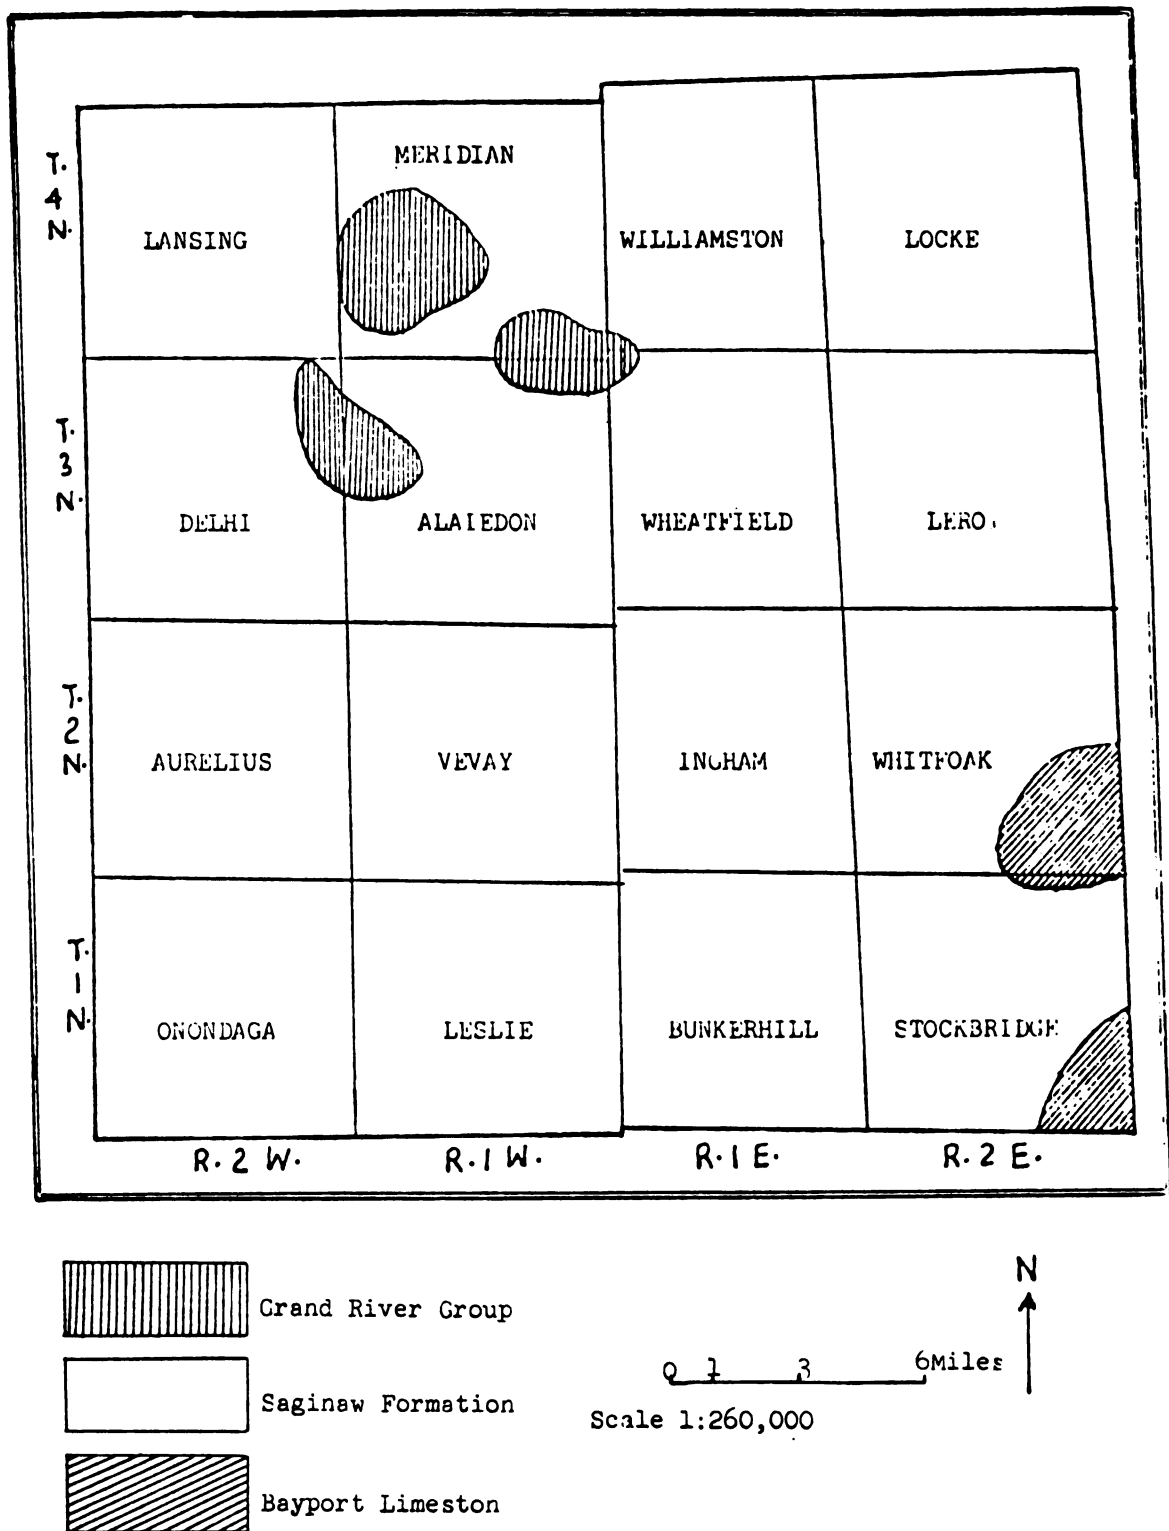 MERIDIAN
T.
4
N.
LANSING
WILLIAMSTON
LOCKE
T.
3
N.
DELHI
ALAIEDON
WHEATFIELD
LERO
T.
2
N.
AURELIUS
VEVAY
INGHAM
WHITEOAK
T.
1
N.
ONONDAGA
LESLIE
BUNKERHILL
STOCKBRIDGE
R. 2 W.
R. 1 W.
R. 1 E.
R. 2 E.
Grand River Group
N
Saginaw Formation
0 1 3 6Miles
Scale 1:260,000
Bayport Limeston